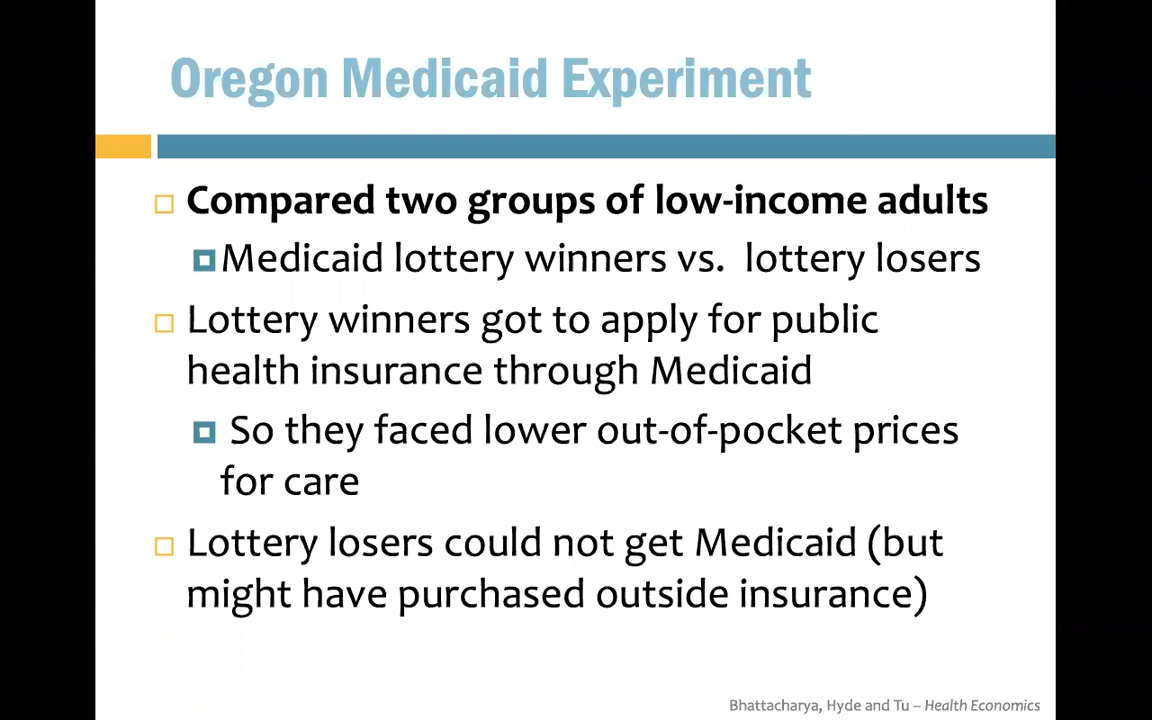 Oregon Medicaid Experiment
Compared two groups of low-income adults
Medicaid lottery winners vs. lottery losers
Lottery winners got to apply for public
health insurance through Medicaid
So they faced lower out-of-pocket prices
for care
Lottery losers could not get Medicaid (but
might have purchased outside insurance)
Bhattacharya, Hyde and Tu – Health Economics